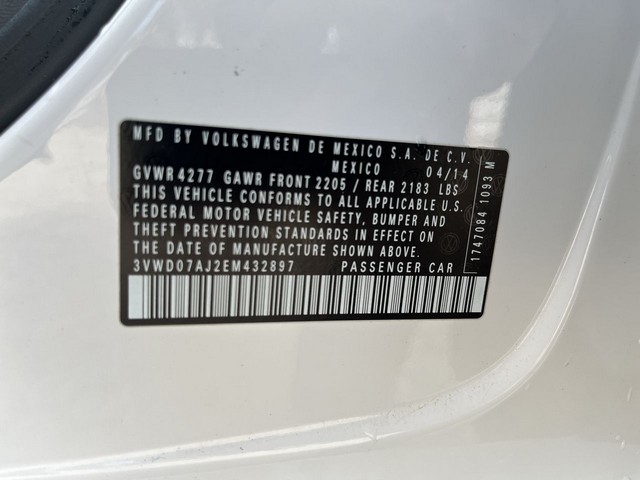 MFD BY VOLKSWAGEN DE MEXICO S.A. DE C.V.
MEXICO 04/14
GVWR 4277 GAWR FRONT 2205 / REAR 2183 LBS
THIS VEHICLE CONFORMS TO ALL APPLICABLE U.S.
FEDERAL MOTOR VEHICLE SAFETY, BUMPER AND
THEFT PREVENTION STANDARDS IN EFFECT ON
THE DATE OF MANUFACTURE SHOWN ABOVE.
3VWD07AJ2EM432897 PASSENGER CAR
1747084 1093 M